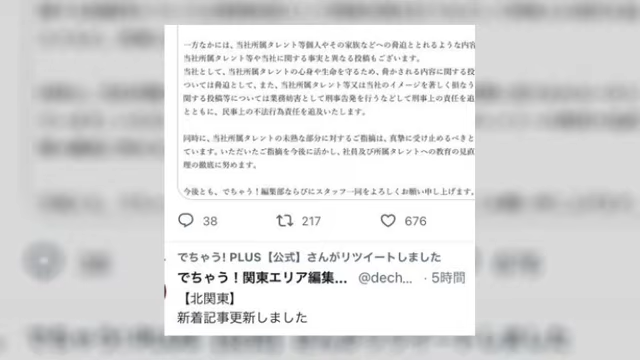 一方なかには、当社所属タレント等個人やその家族などへの脅迫ととれるような内容
当社所属タレント等や当社に関する事実と異なる投稿もございます。
当社として、当社所属タレントの心身や生命を守るため、脅かされる内容に関する投
ついては脅迫として、また、当社所属タレント等又は当社のイメージを著しく損なう
関する投稿等については業務妨害として刑事告発を行うなどして刑事上の責任を追
とともに、民事上の不法行為責任を追及いたします。
同時に、当社所属タレントの未熟な部分に対するご指摘は、真摯に受け止めるべきと
ています。いただいたご指摘を今後に活かし、社員及び所属タレントへの教育の見直
理の徹底に努めます。
今後とも、でちゃう！編集部ならびにスタッフ一同をよろしくお願い申し上げます。
38 217 676
でちゃう! PLUS【公式】さんがリツイートしました
でちゃう！関東エリア編集... @dech... · 5時間
【北関東】
新着記事更新しました